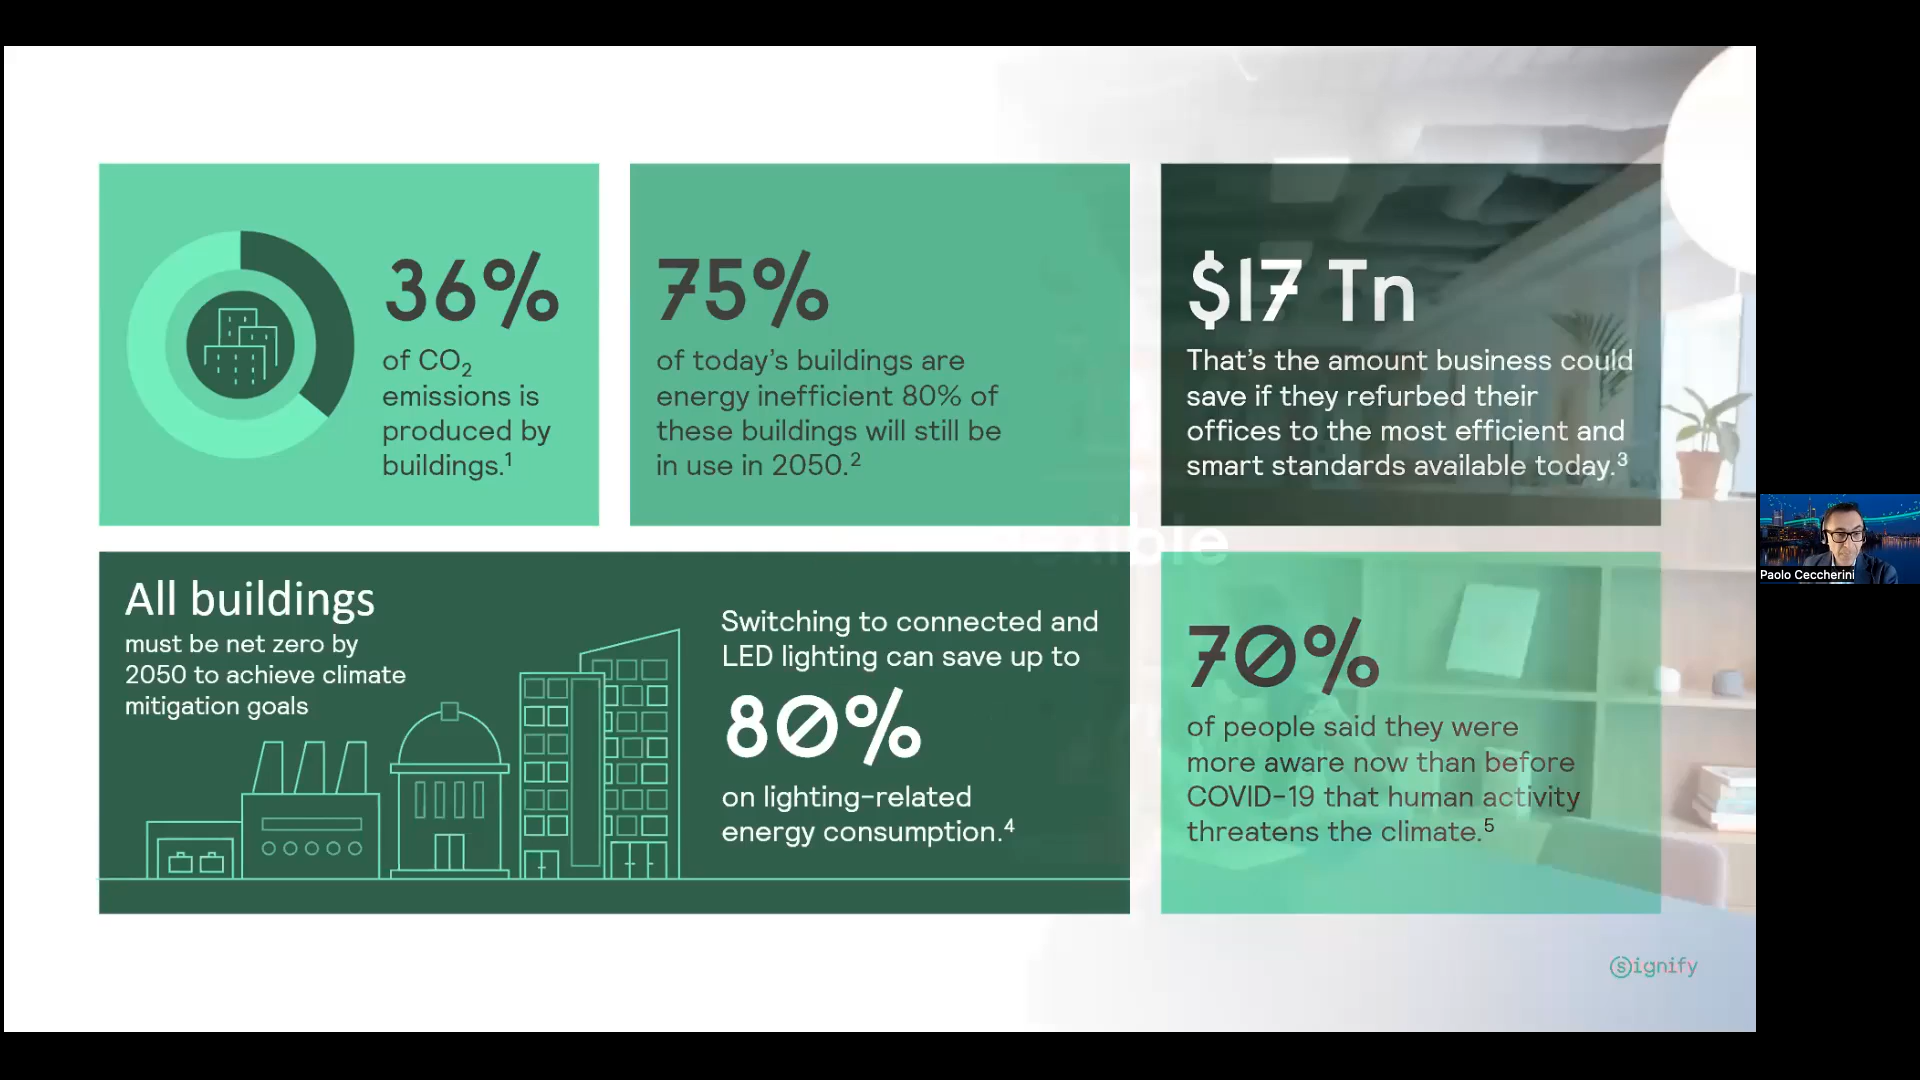 36%
of CO₂
emissions is
produced by
buildings.¹
75%
of today's buildings are
energy inefficient 80% of
these buildings will still be
in use in 2050.²
$17 Tn
That's the amount business could
save if they refurbed their
offices to the most efficient and
smart standards available today.³
All buildings
must be net zero by
2050 to achieve climate
mitigation goals
Switching to connected and
LED lighting can save up to
80%
on lighting-related
energy consumption.⁴
70%
of people said they were
more aware now than before
COVID-19 that human activity
threatens the climate.⁵
signify
Paolo Ceccherini